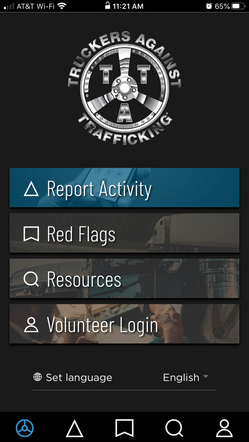 AT&T Wi-Fi 11:21 AM 65%
TRUCKERS AGAINST
TTA
TRAFFICKING
Report Activity
Red Flags
Resources
Volunteer Login
Set language English